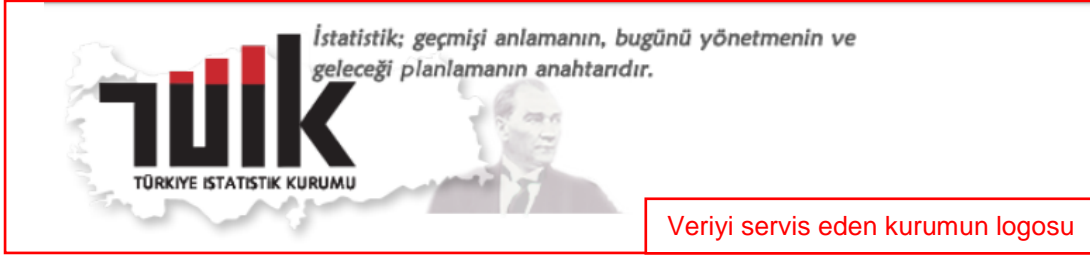 İstatistik; geçmişi anlamanın, bugünü yönetmenin ve
geleceği planlamanın anahtarıdır.
TÜİK
TÜRKİYE İSTATİSTİK KURUMU
Veriyi servis eden kurumun logosu